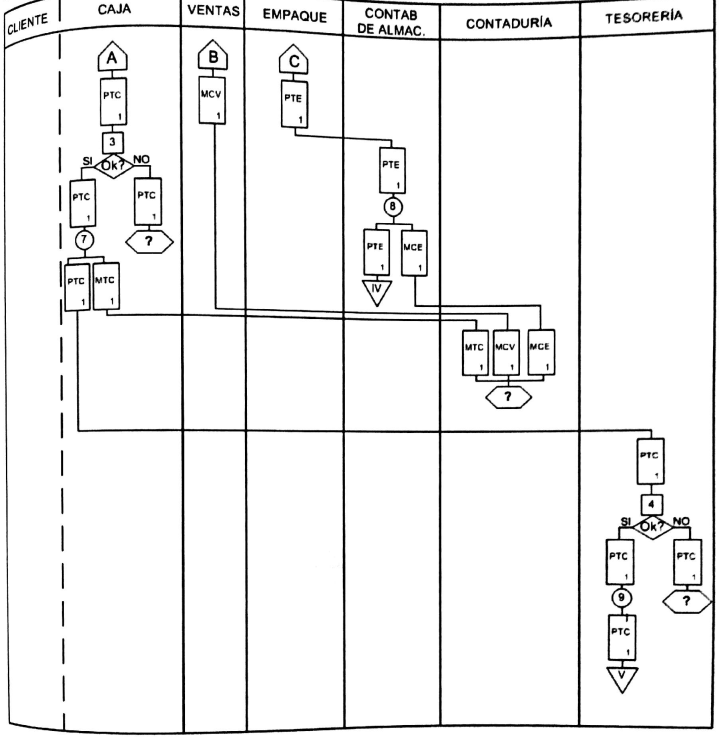 CLIENTE
CAJA
VENTAS
EMPAQUE
CONTAB
DE ALMAC.
CONTADURÍA
TESORERÍA
A
B
C
PTC
1
MCV
1
PTE
1
3
SI
Ok?
NO
PTC
1
PTC
1
PTE
1
7
?
8
PTC
1
MTC
1
PTE
1
MCE
1
IV
MTC
1
MCV
1
MCE
1
?
PTC
1
4
SI
Ok?
NO
PTC
1
PTC
1
9
?
PTC
1
V